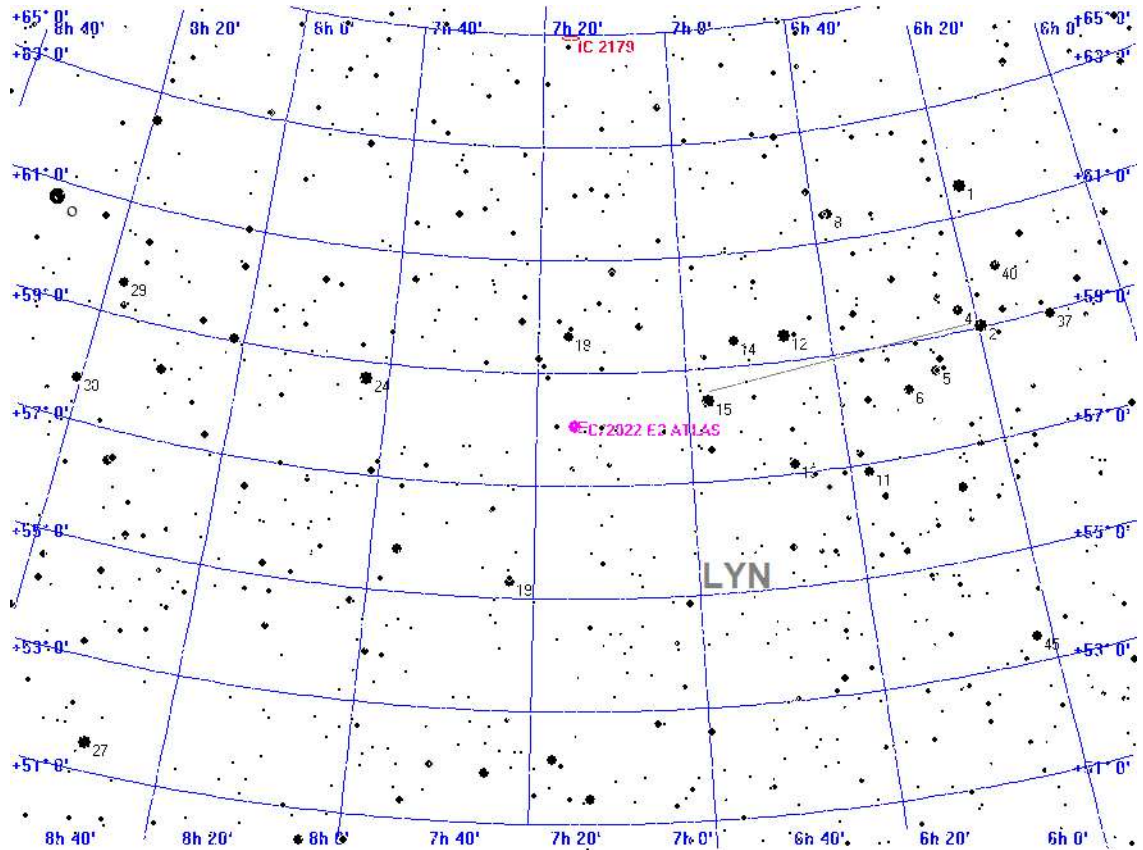 +65° 0'
8h 40'
8h 20'
8h 0'
7h 40'
7h 20'
7h 0'
6h 40'
6h 20'
6h 0'
+65° 0'
IC 2179
+63° 0'
+63° 0'
+61° 0'
+61° 0'
1
8
40
+59° 0'
29
+59° 0'
37
4
2
18
14
12
5
30
24
15
6
+57° 0'
+57° 0'
C/2022 E2 ATLAS
13
11
+55° 0'
+55° 0'
LYN
19
+53° 0'
45
+53° 0'
27
+51° 0'
+51° 0'
8h 40'
8h 20'
8h 0'
7h 40'
7h 20'
7h 0'
6h 40'
6h 20'
6h 0'